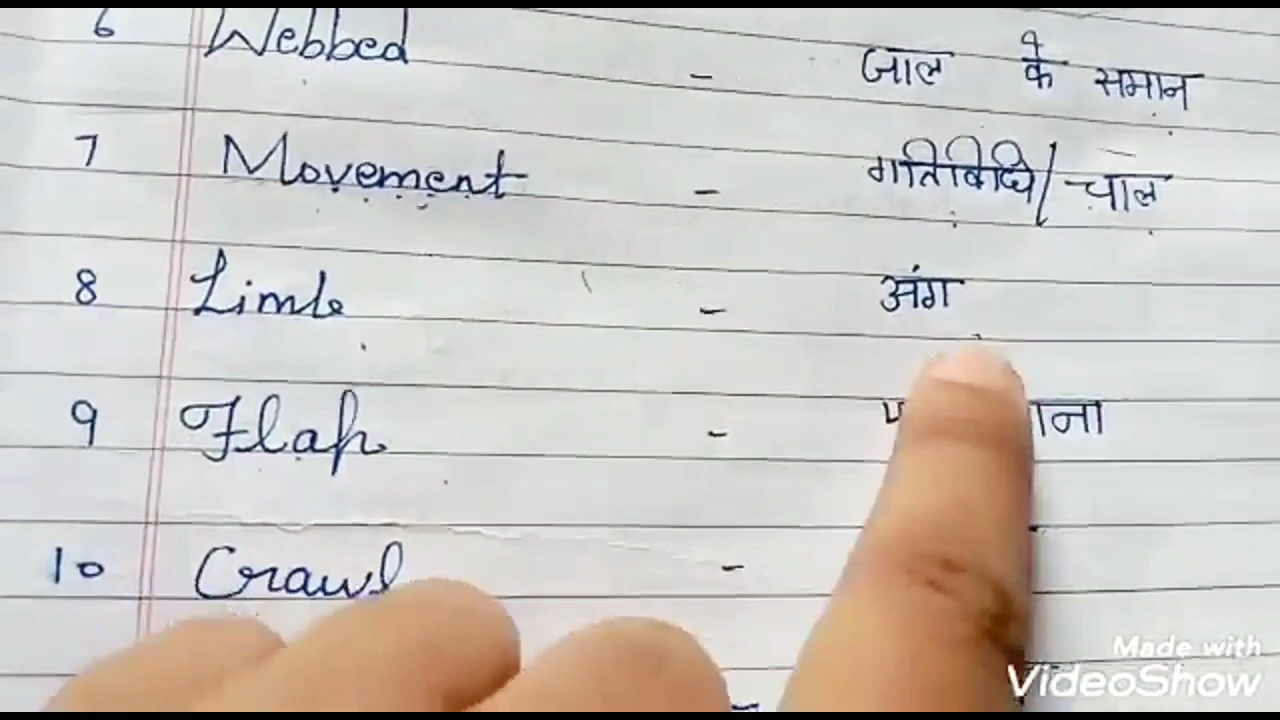 6 Webbed - जाल के समान
7 Movement - गतिविधि/ चाल
8 Limb - अंग
9 Flap -
10 Crawl -
Made with
VideoShow